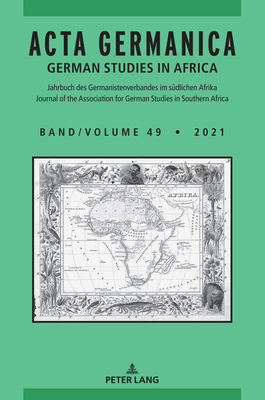 ACTA GERMANICA
GERMAN STUDIES IN AFRICA
Jahrbuch des Germanistenverbandes im südlichen Afrika
Journal of the Association for German Studies in Southern Africa
BAND/VOLUME 49 • 2021
AFRIKA
PETER LANG